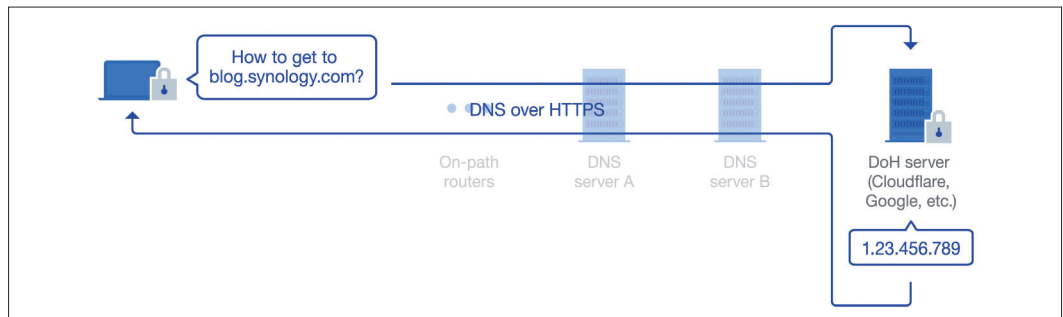 How to get to
blog.synology.com?
DNS over HTTPS
On-path
routers
DNS
server A
DNS
server B
DoH server
(Cloudflare,
Google, etc.)
1.23.456.789